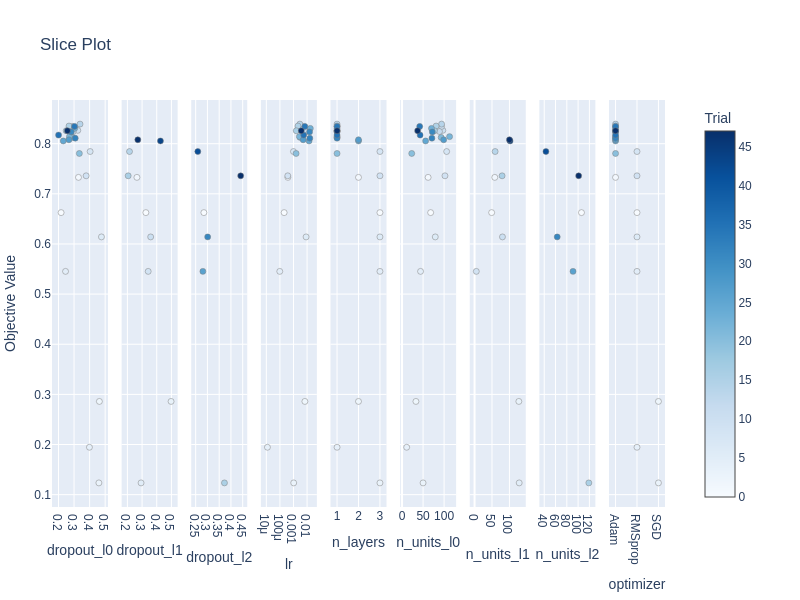 Slice Plot
Trial
Objective Value
0.8
0.7
0.6
0.5
0.4
0.3
0.2
0.1
0.2 0.3 0.4 0.5
dropout_l0
0.2 0.3 0.4 0.5
dropout_l1
0.25 0.3 0.35 0.4 0.45
dropout_l2
10μ 100μ 0.001 0.01
lr
1 2 3
n_layers
0 50 100
n_units_l0
0 50 100
n_units_l1
40 60 80 100 120
n_units_l2
Adam RMSprop SGD
optimizer
45
40
35
30
25
20
15
10
5
0